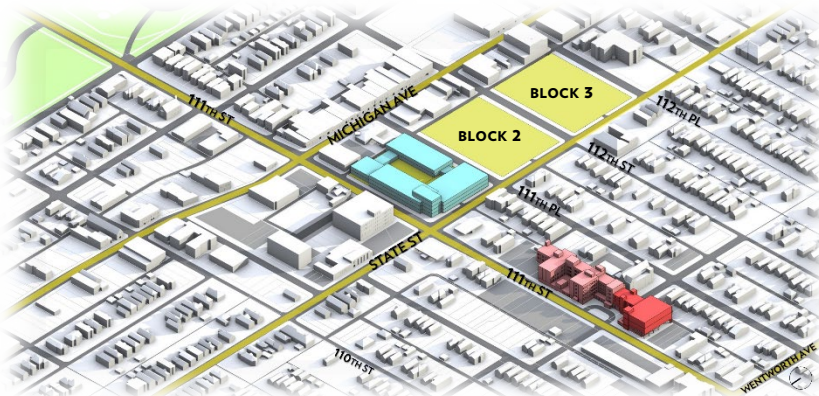 BLOCK 3
111TH ST
MICHIGAN AVE
112TH PL
BLOCK 2
112TH ST
111TH PL
STATE ST
111TH ST
110TH ST
WENTWORTH AVE